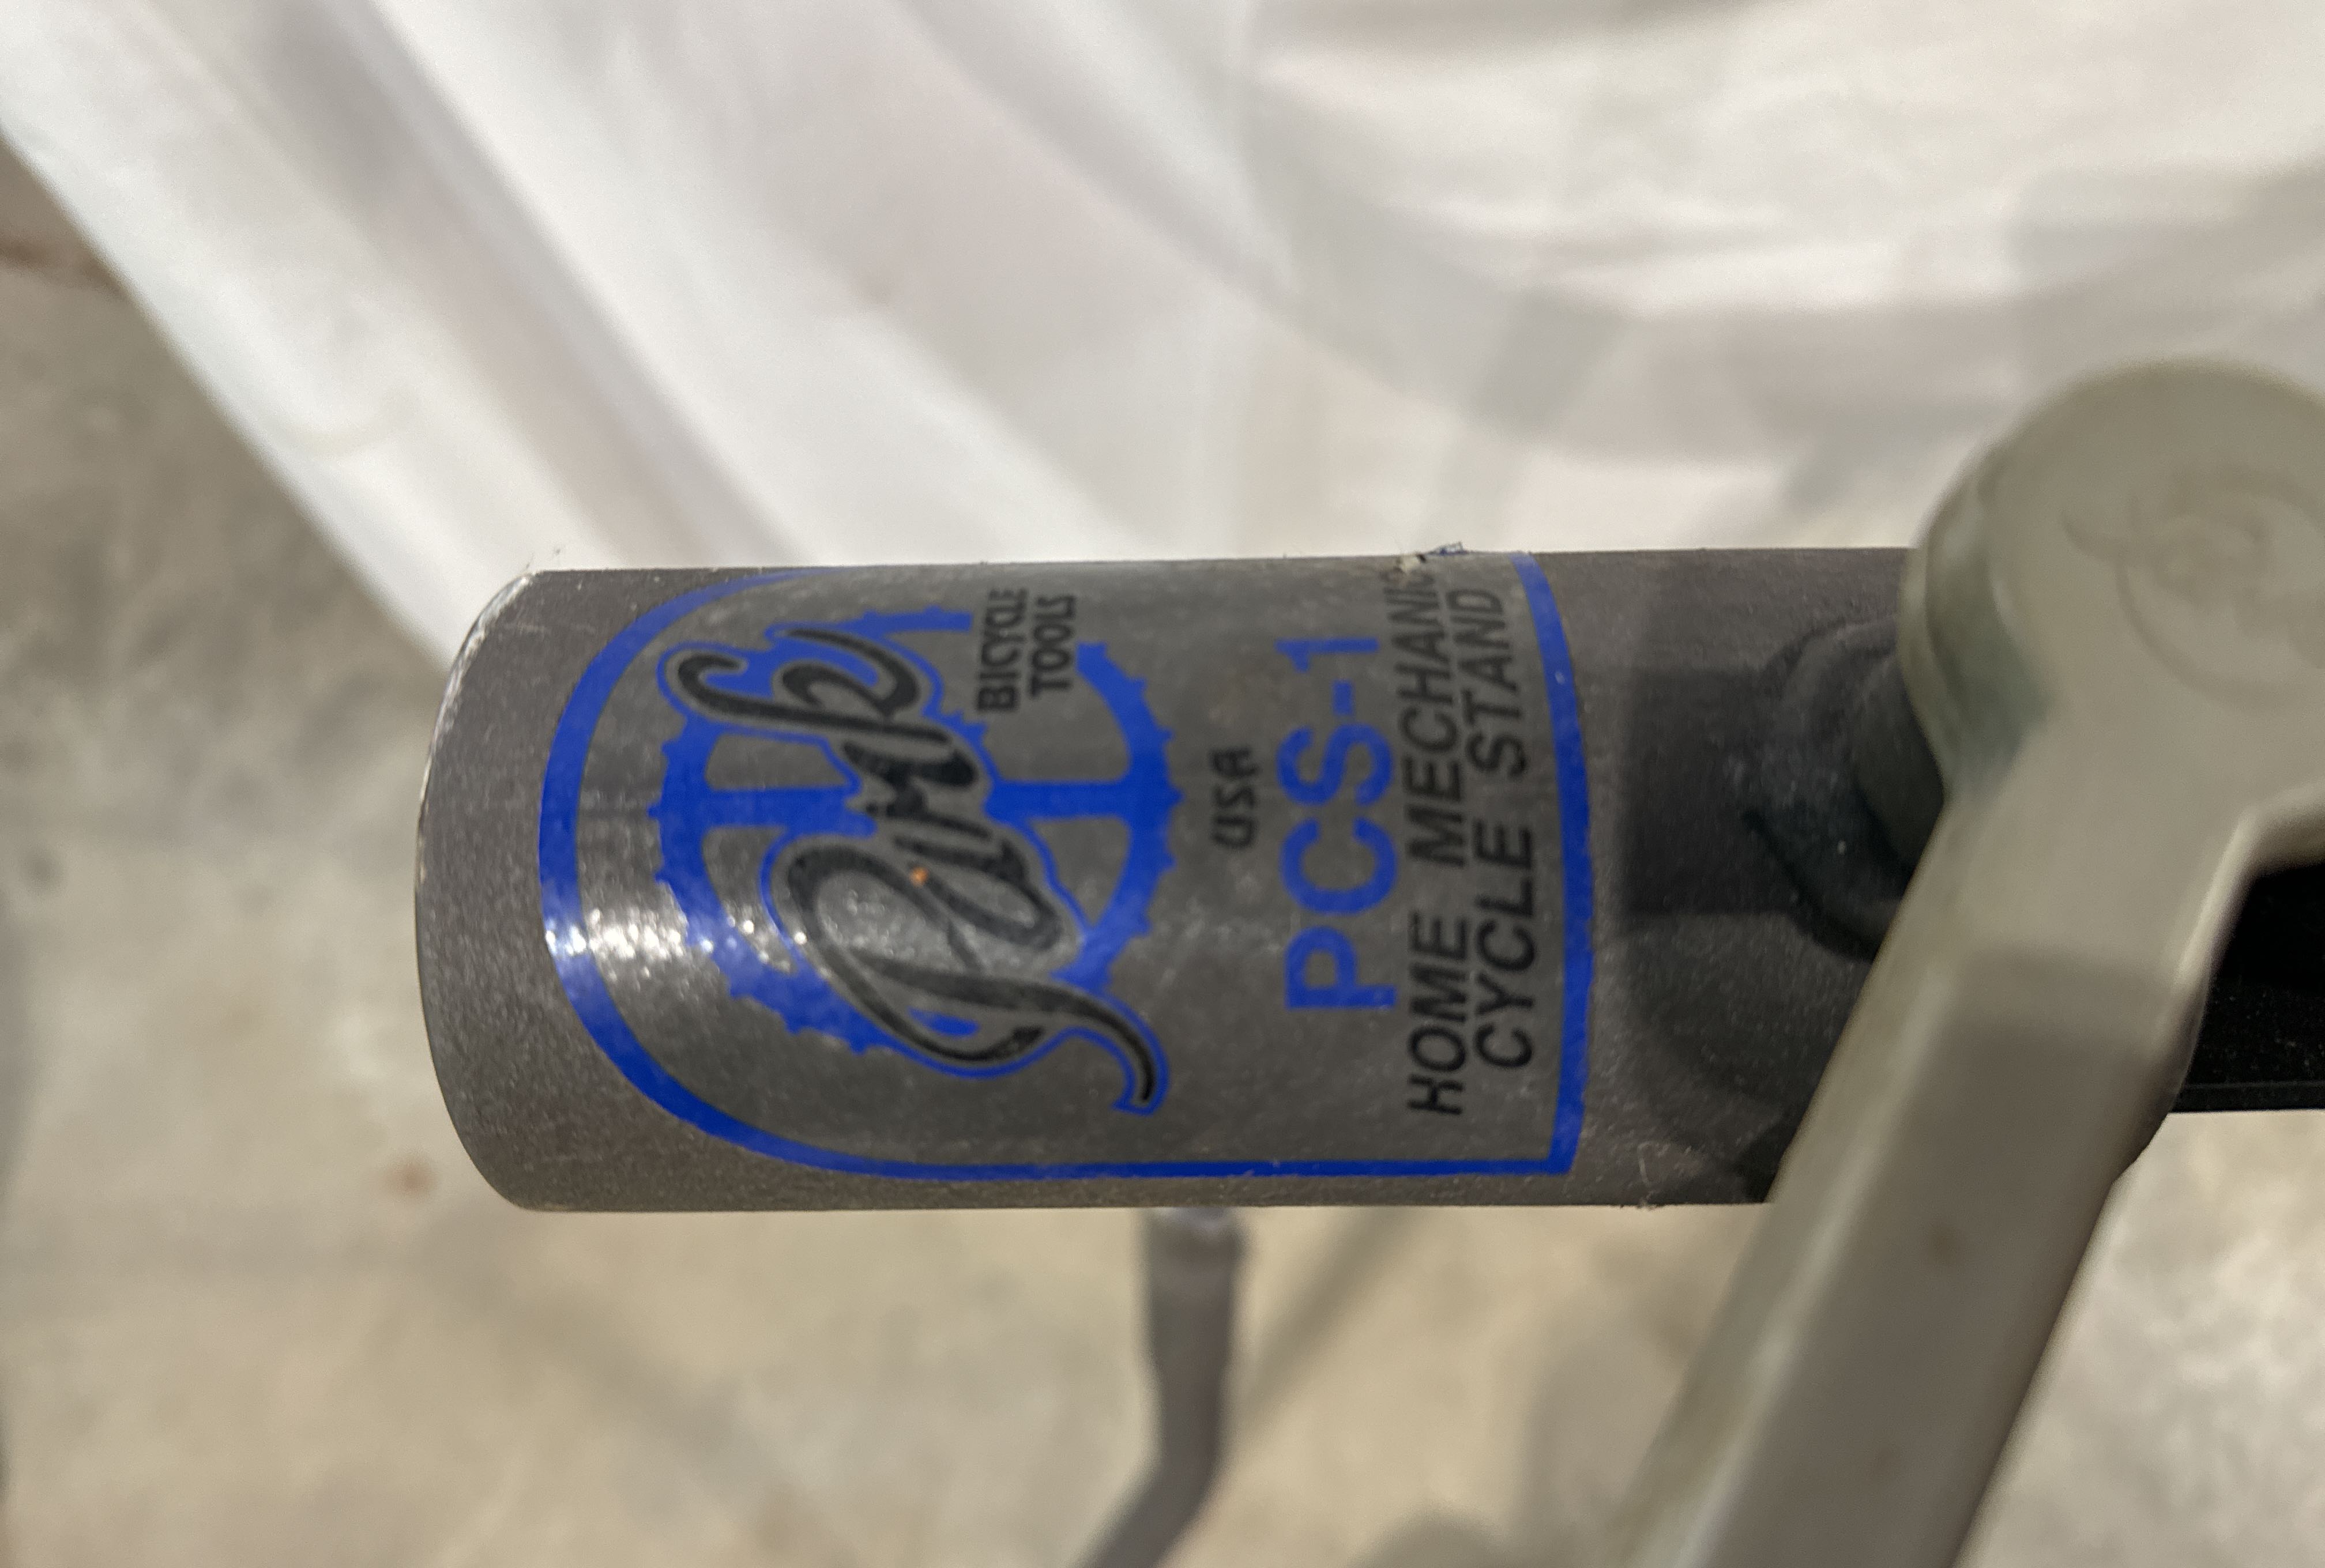 Park
BICYCLE
TOOLS
USA
PCS-1
HOME MECHANIC
CYCLE STAND